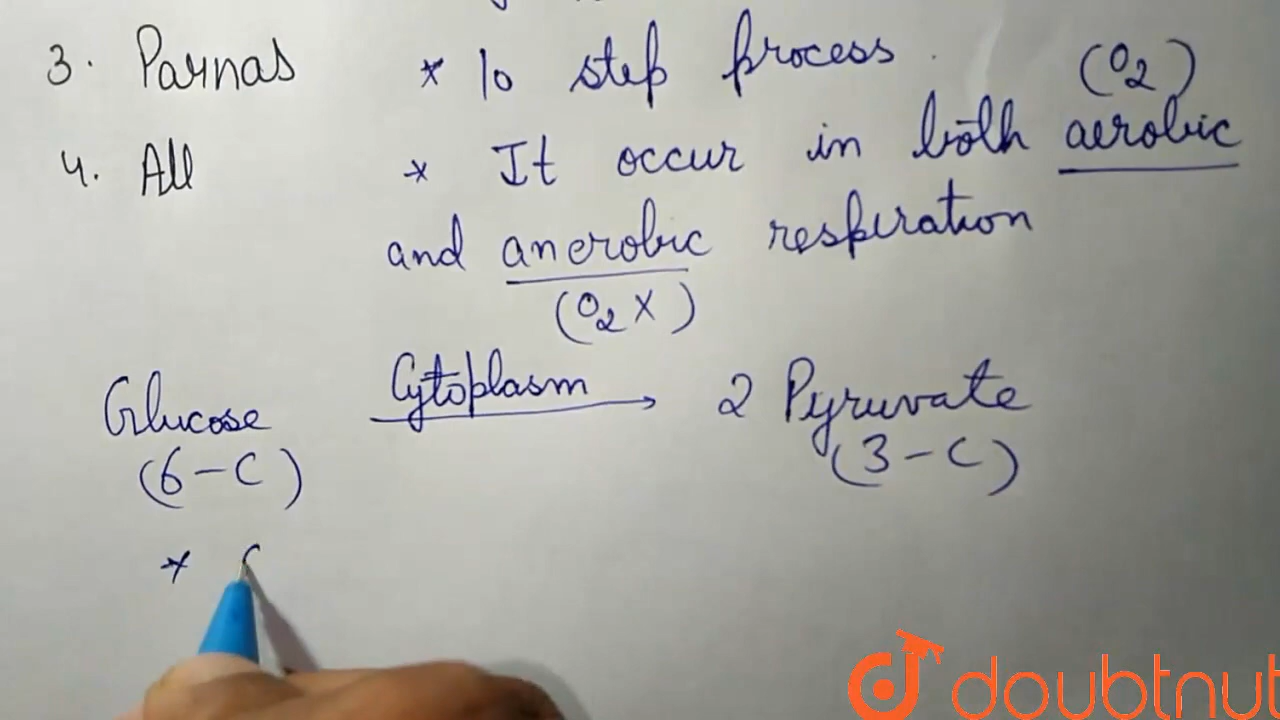 3. Parnas * 10 step process. (O2)
4. All * It occur in both aerobic
and anerobic respiration
(O2 X)
Glucose Cytoplasm → 2 Pyruvate
(6-C) (3-C)
*
doubtnut